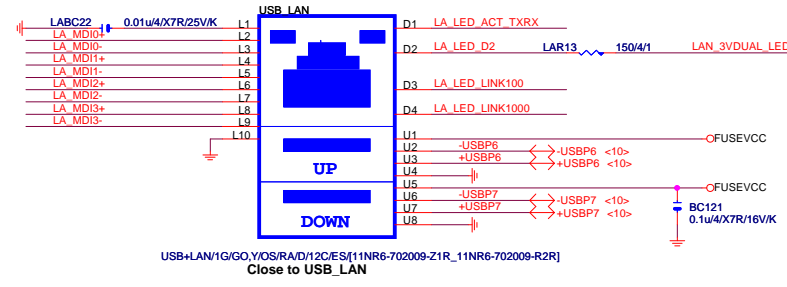 USB_LAN
LABC22 0.01u/4/X7R/25V/K L1 D1 LA_LED_ACT_TXRX
LA_MDI0+ L2
LA_MDI0- L3 D2 LA_LED_D2 LAR13 150/4/1 LAN_3VDUAL_LED
LA_MDI1+ L4
LA_MDI1- L5
LA_MDI2+ L6 D3 LA_LED_LINK100
LA_MDI2- L7
LA_MDI3+ L8 D4 LA_LED_LINK1000
LA_MDI3- L9
L10 U1 FUSEVCC
U2 -USBP6 -USBP6 <10>
U3 +USBP6 +USBP6 <10>
UP U4
U5 FUSEVCC
U6 -USBP7 -USBP7 <10>
U7 +USBP7 +USBP7 <10>
BC121
DOWN U8
0.1u/4/X7R/16V/K
USB+LAN/1G/GO,Y/OS/RA/D/12C/ES/[11NR6-702009-Z1R_11NR6-702009-R2R]
Close to USB_LAN